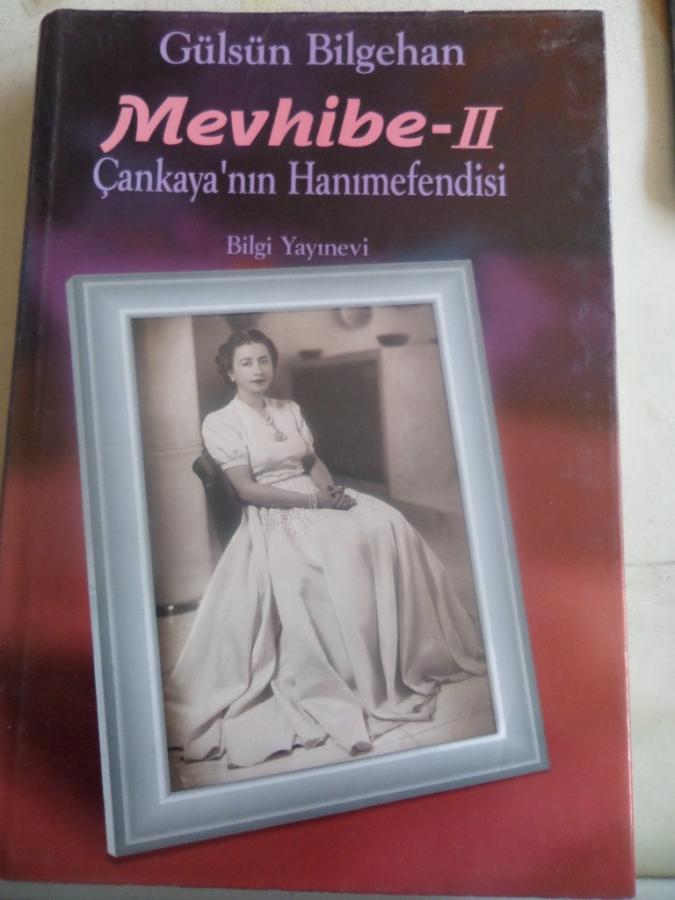 Gülsün Bilgehan
Mevhibe-II
Çankaya'nın Hanımefendisi
Bilgi Yayınevi